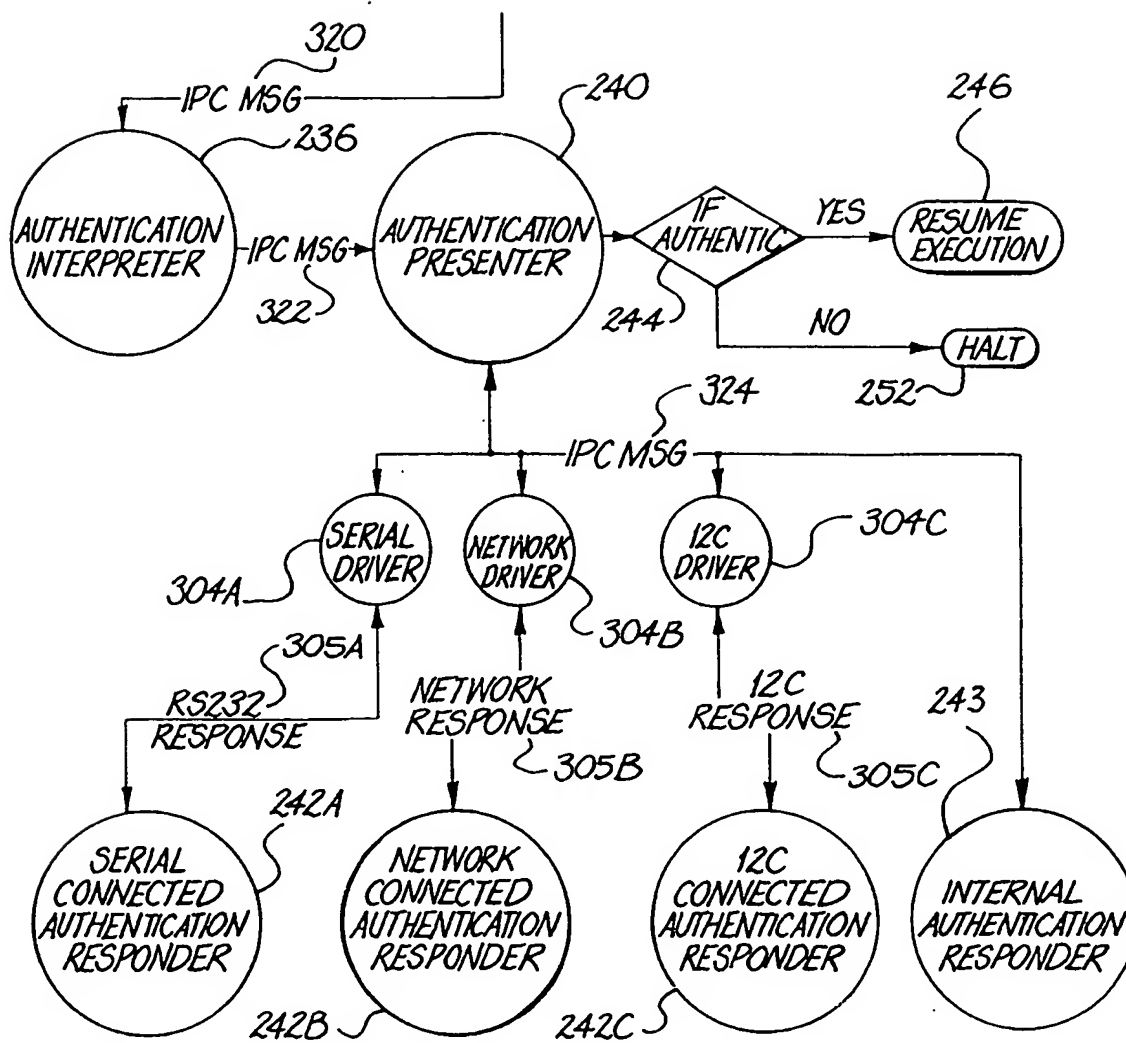 320
IPC MSG
240
246
236
AUTHENTICATION
INTERPRETER
IPC MSG
322
AUTHENTICATION
PRESENTER
IF
AUTHENTIC
244
YES
RESUME
EXECUTION
NO
HALT
252
324
IPC MSG
SERIAL
DRIVER
304A
NETWORK
DRIVER
304B
12C
DRIVER
304C
305A
RS232
RESPONSE
NETWORK
RESPONSE
305B
12C
RESPONSE
305C
243
242A
SERIAL
CONNECTED
AUTHENTICATION
RESPONDER
NETWORK
CONNECTED
AUTHENTICATION
RESPONDER
242B
12C
CONNECTED
AUTHENTICATION
RESPONDER
242C
INTERNAL
AUTHENTICATION
RESPONDER